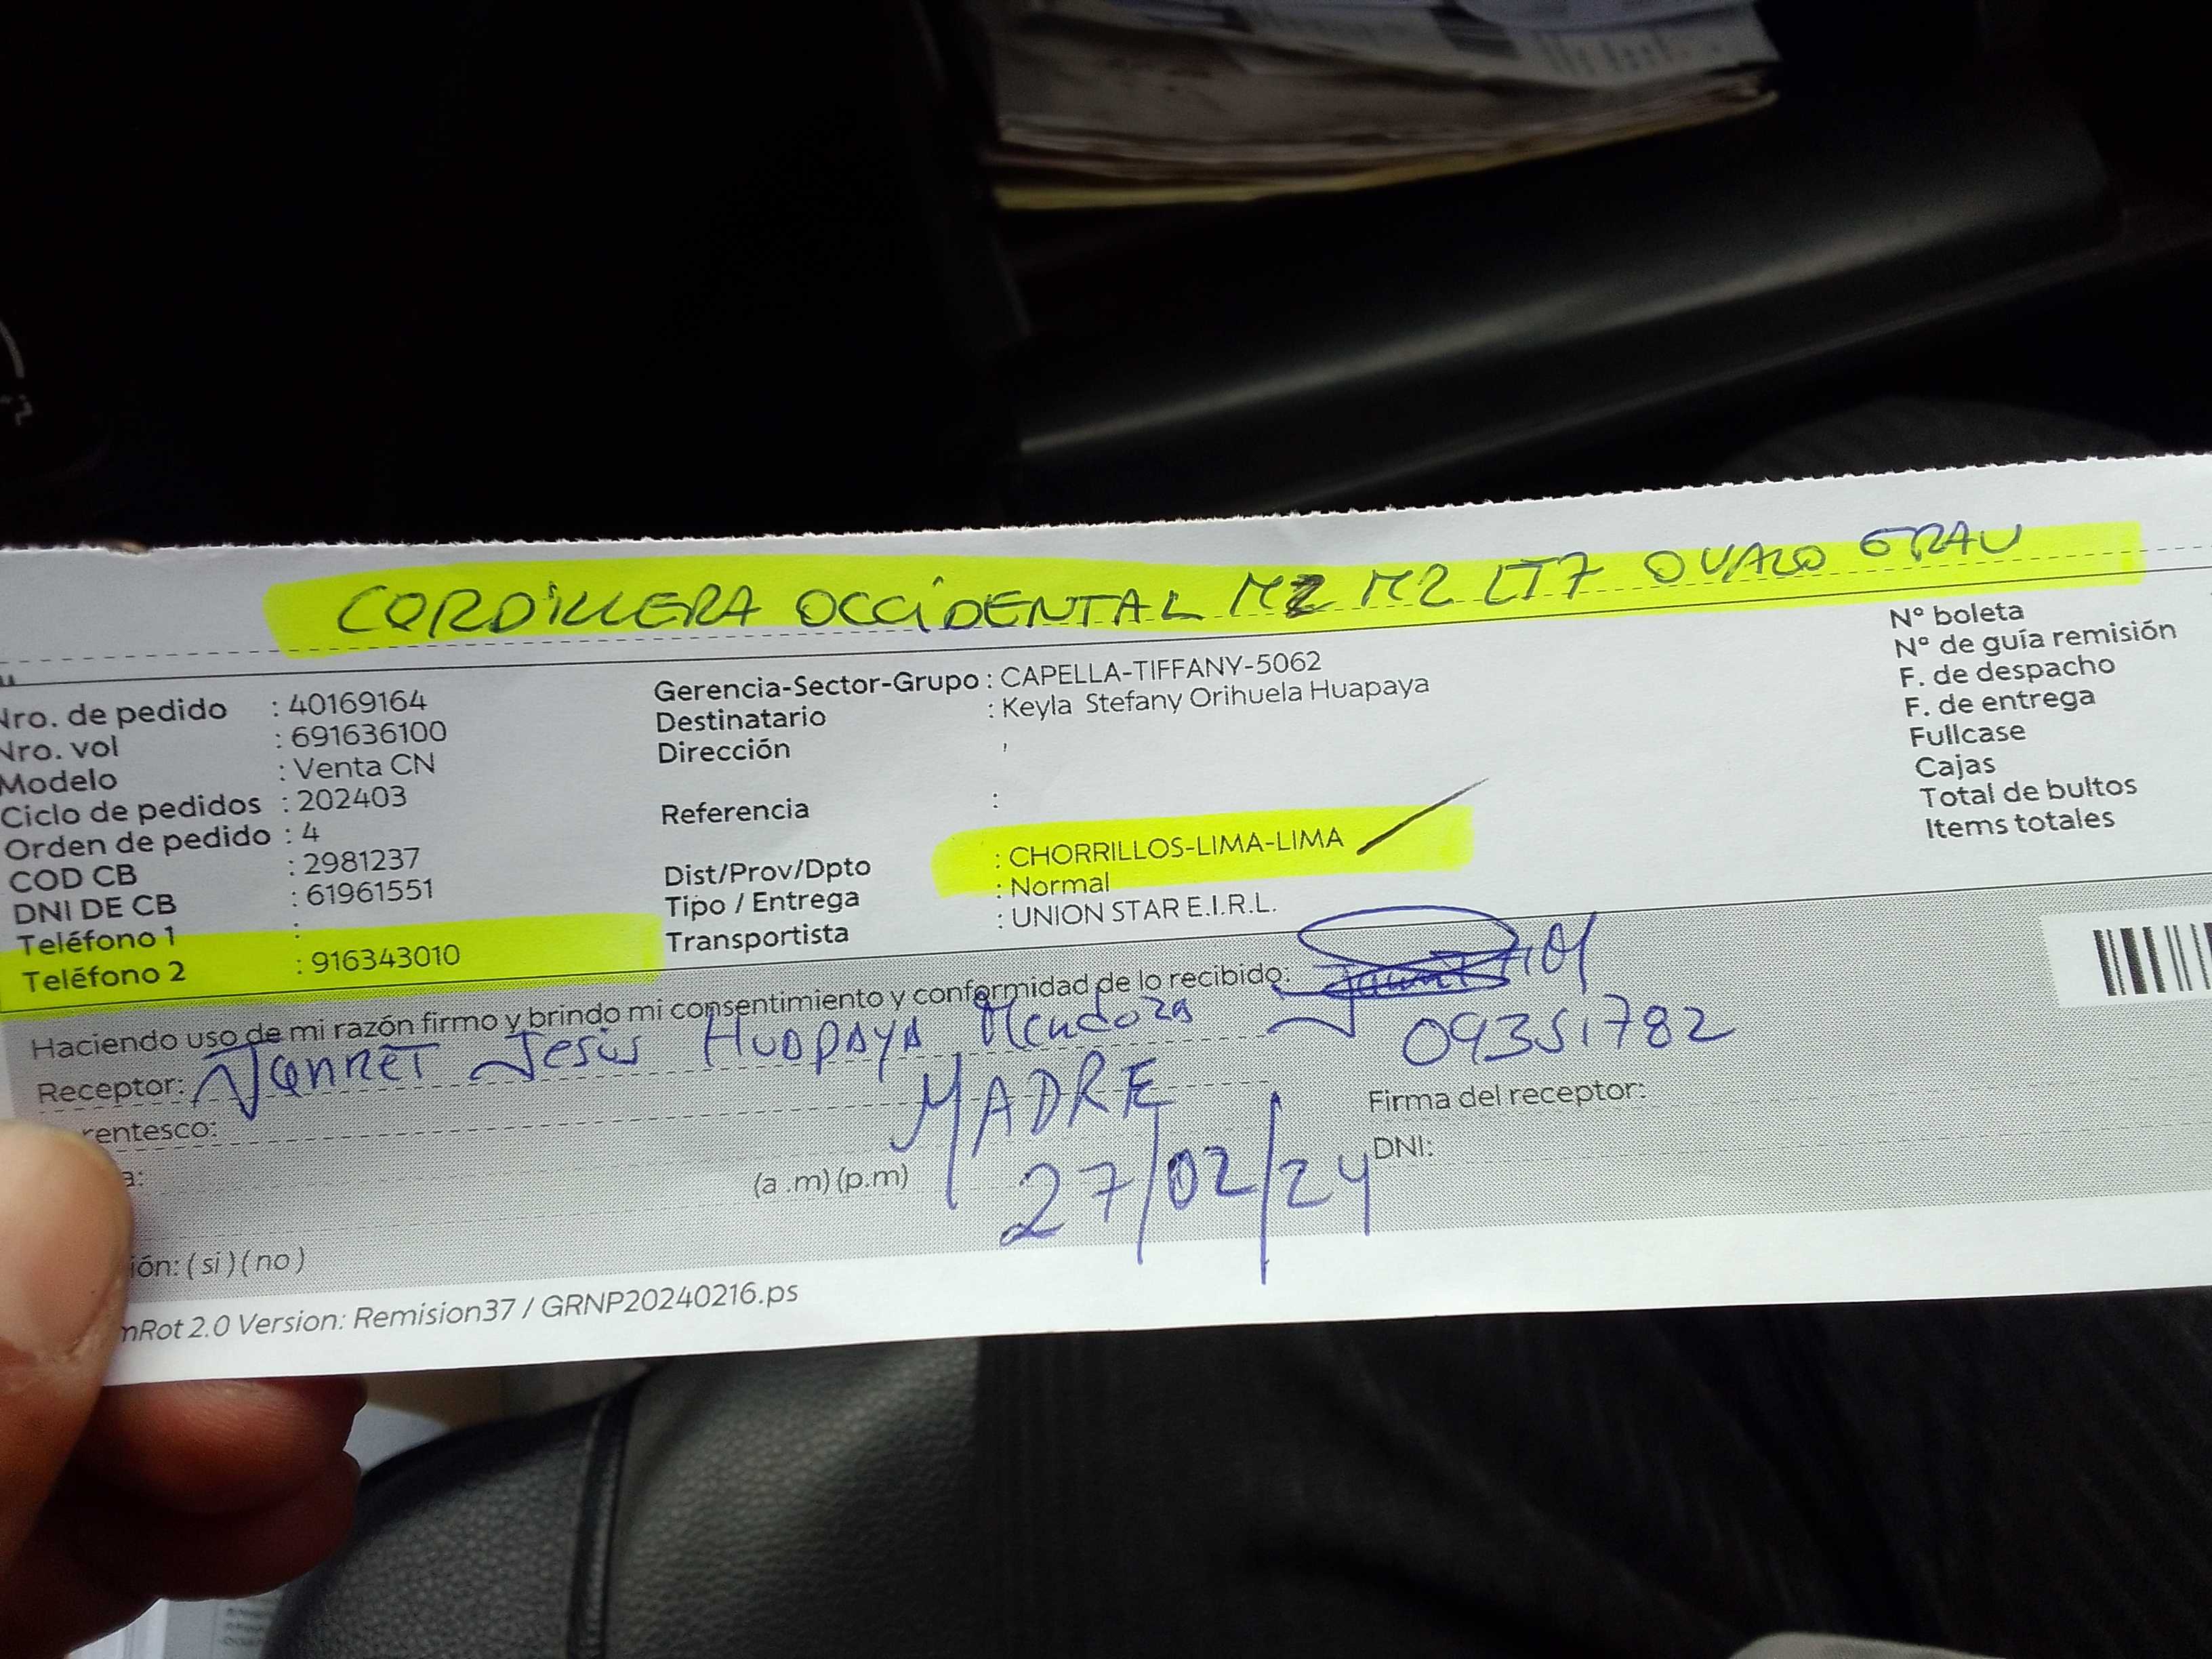 CORDILLERA OCCIDENTAL MZ M2 LT7 OVALO GRAU
Nro. de pedido : 40169164
Nro. vol : 691636100
Modelo : Venta CN
Ciclo de pedidos : 202403
Orden de pedido : 4
COD CB : 2981237
DNI DE CB : 61961551
Teléfono 1 :
Teléfono 2 : 916343010
Gerencia-Sector-Grupo : CAPELLA-TIFFANY-5062
Destinatario : Keyla Stefany Orihuela Huapaya
Dirección ,
Referencia :
Dist/Prov/Dpto : CHORRILLOS-LIMA-LIMA
Tipo / Entrega : Normal
Transportista : UNION STAR E.I.R.L.
N° boleta
N° de guía remisión
F. de despacho
F. de entrega
Fullcase
Cajas
Total de bultos
Items totales
Haciendo uso de mi razón firmo y brindo mi consentimiento y conformidad de lo recibido:
Receptor: Jannet Jesús Huapaya Mendoza
09351782
rentesco: MADRE
Firma del receptor:
a: (a .m) (p.m) 27/02/24
DNI:
ión: ( si ) ( no )
mRot 2.0 Version: Remision37 / GRNP20240216.ps